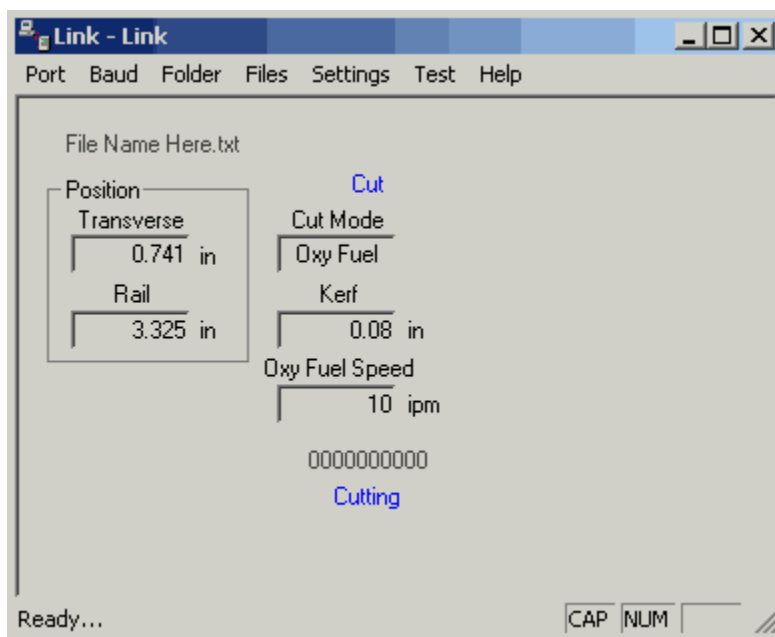 Link - Link
Port Baud Folder Files Settings Test Help
File Name Here.txt
Position
Transverse
0.741 in
Rail
3.325 in
Cut
Cut Mode
Oxy Fuel
Kerf
0.08 in
Oxy Fuel Speed
10 ipm
0000000000
Cutting
Ready...
CAP NUM